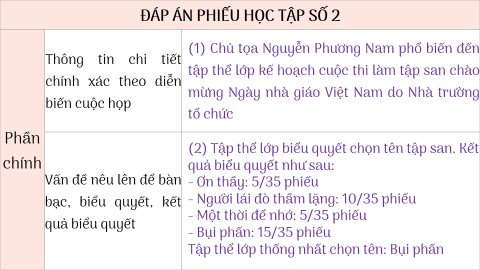 ĐÁP ÁN PHIẾU HỌC TẬP SỐ 2
Phần
chính
Thông tin chi tiết
chính xác theo diễn
biến cuộc họp
(1) Chủ tọa Nguyễn Phương Nam phổ biến đến
tập thể lớp kế hoạch cuộc thi làm tập san chào
mừng Ngày nhà giáo Việt Nam do Nhà trường
tổ chức
Vấn đề nêu lên để bàn
bạc, biểu quyết, kết
quả biểu quyết
(2) Tập thể lớp biểu quyết chọn tên tập san. Kết
quả biểu quyết như sau:
- Ơn thầy: 5/35 phiếu
- Người lái đò thầm lặng: 10/35 phiếu
- Một thời để nhớ: 5/35 phiếu
- Bụi phấn: 15/35 phiếu
Tập thể lớp thống nhất chọn tên: Bụi phấn